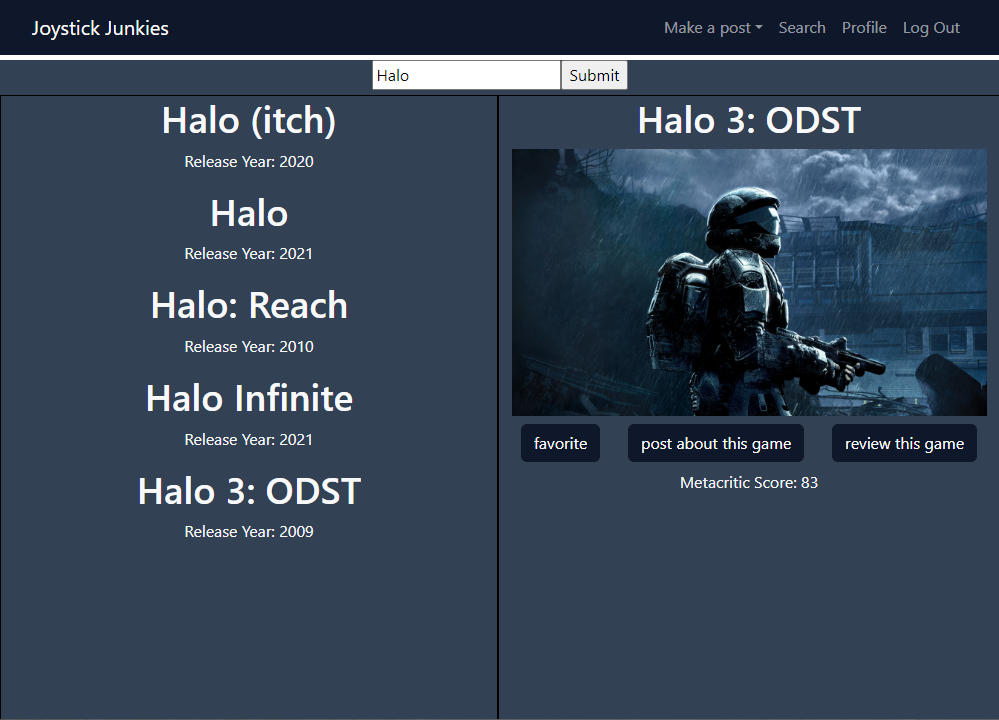 Joystick Junkies
Make a post Search Profile Log Out
Halo Submit
Halo (itch)
Release Year: 2020
Halo
Release Year: 2021
Halo: Reach
Release Year: 2010
Halo Infinite
Release Year: 2021
Halo 3: ODST
Release Year: 2009
Halo 3: ODST
favorite post about this game review this game
Metacritic Score: 83